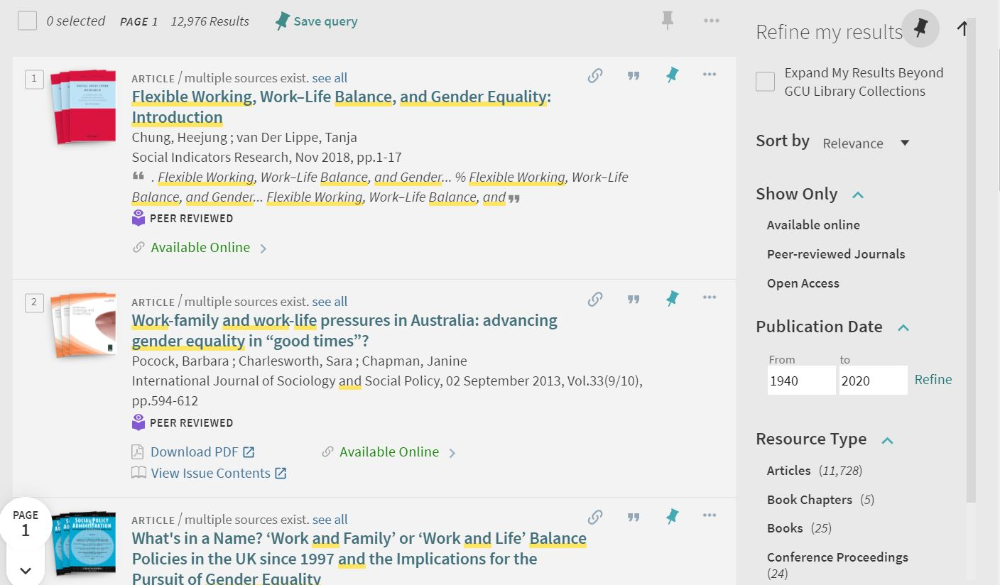 0 selected PAGE 1 12,976 Results Save query
1
SOCIAL INDICATORS
RESEARCH
ARTICLE / multiple sources exist. see all
Flexible Working, Work–Life Balance, and Gender Equality:
Introduction
Chung, Heejung ; van Der Lippe, Tanja
Social Indicators Research, Nov 2018, pp.1-17
“ . Flexible Working, Work–Life Balance, and Gender... % Flexible Working, Work–Life
Balance, and Gender... Flexible Working, Work–Life Balance, and ”
PEER REVIEWED
Available Online
2
ARTICLE / multiple sources exist. see all
Work-family and work-life pressures in Australia: advancing
gender equality in “good times”?
Pocock, Barbara ; Charlesworth, Sara ; Chapman, Janine
International Journal of Sociology and Social Policy, 02 September 2013, Vol.33(9/10),
pp.594-612
PEER REVIEWED
Download PDF Available Online
View Issue Contents
PAGE
1
SOCIAL POLICY
ADMINISTRATION
ARTICLE / multiple sources exist. see all
What's in a Name? ‘Work and Family’ or ‘Work and Life’ Balance
Policies in the UK since 1997 and the Implications for the
Pursuit of Gender Equality
Refine my results
Expand My Results Beyond
GCU Library Collections
Sort by Relevance
Show Only
Available online
Peer-reviewed Journals
Open Access
Publication Date
From to
1940 2020 Refine
Resource Type
Articles (11,728)
Book Chapters (5)
Books (25)
Conference Proceedings
(24)